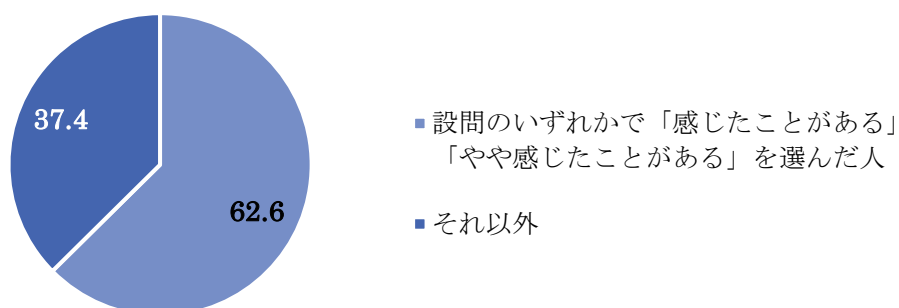 37.4
62.6
設問のいずれかで「感じたことがある」
「やや感じたことがある」を選んだ人
それ以外